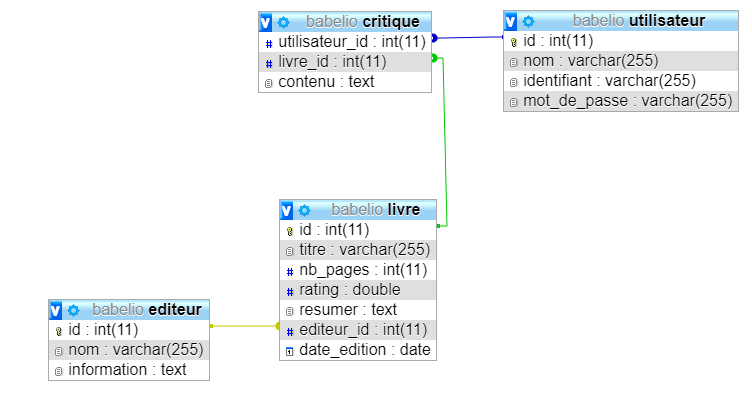 babelio critique
utilisateur_id : int(11)
livre_id : int(11)
contenu : text
babelio utilisateur
id : int(11)
nom : varchar(255)
identifiant : varchar(255)
mot_de_passe : varchar(255)
babelio livre
id : int(11)
titre : varchar(255)
nb_pages : int(11)
rating : double
resumer : text
editeur_id : int(11)
date_edition : date
babelio editeur
id : int(11)
nom : varchar(255)
information : text